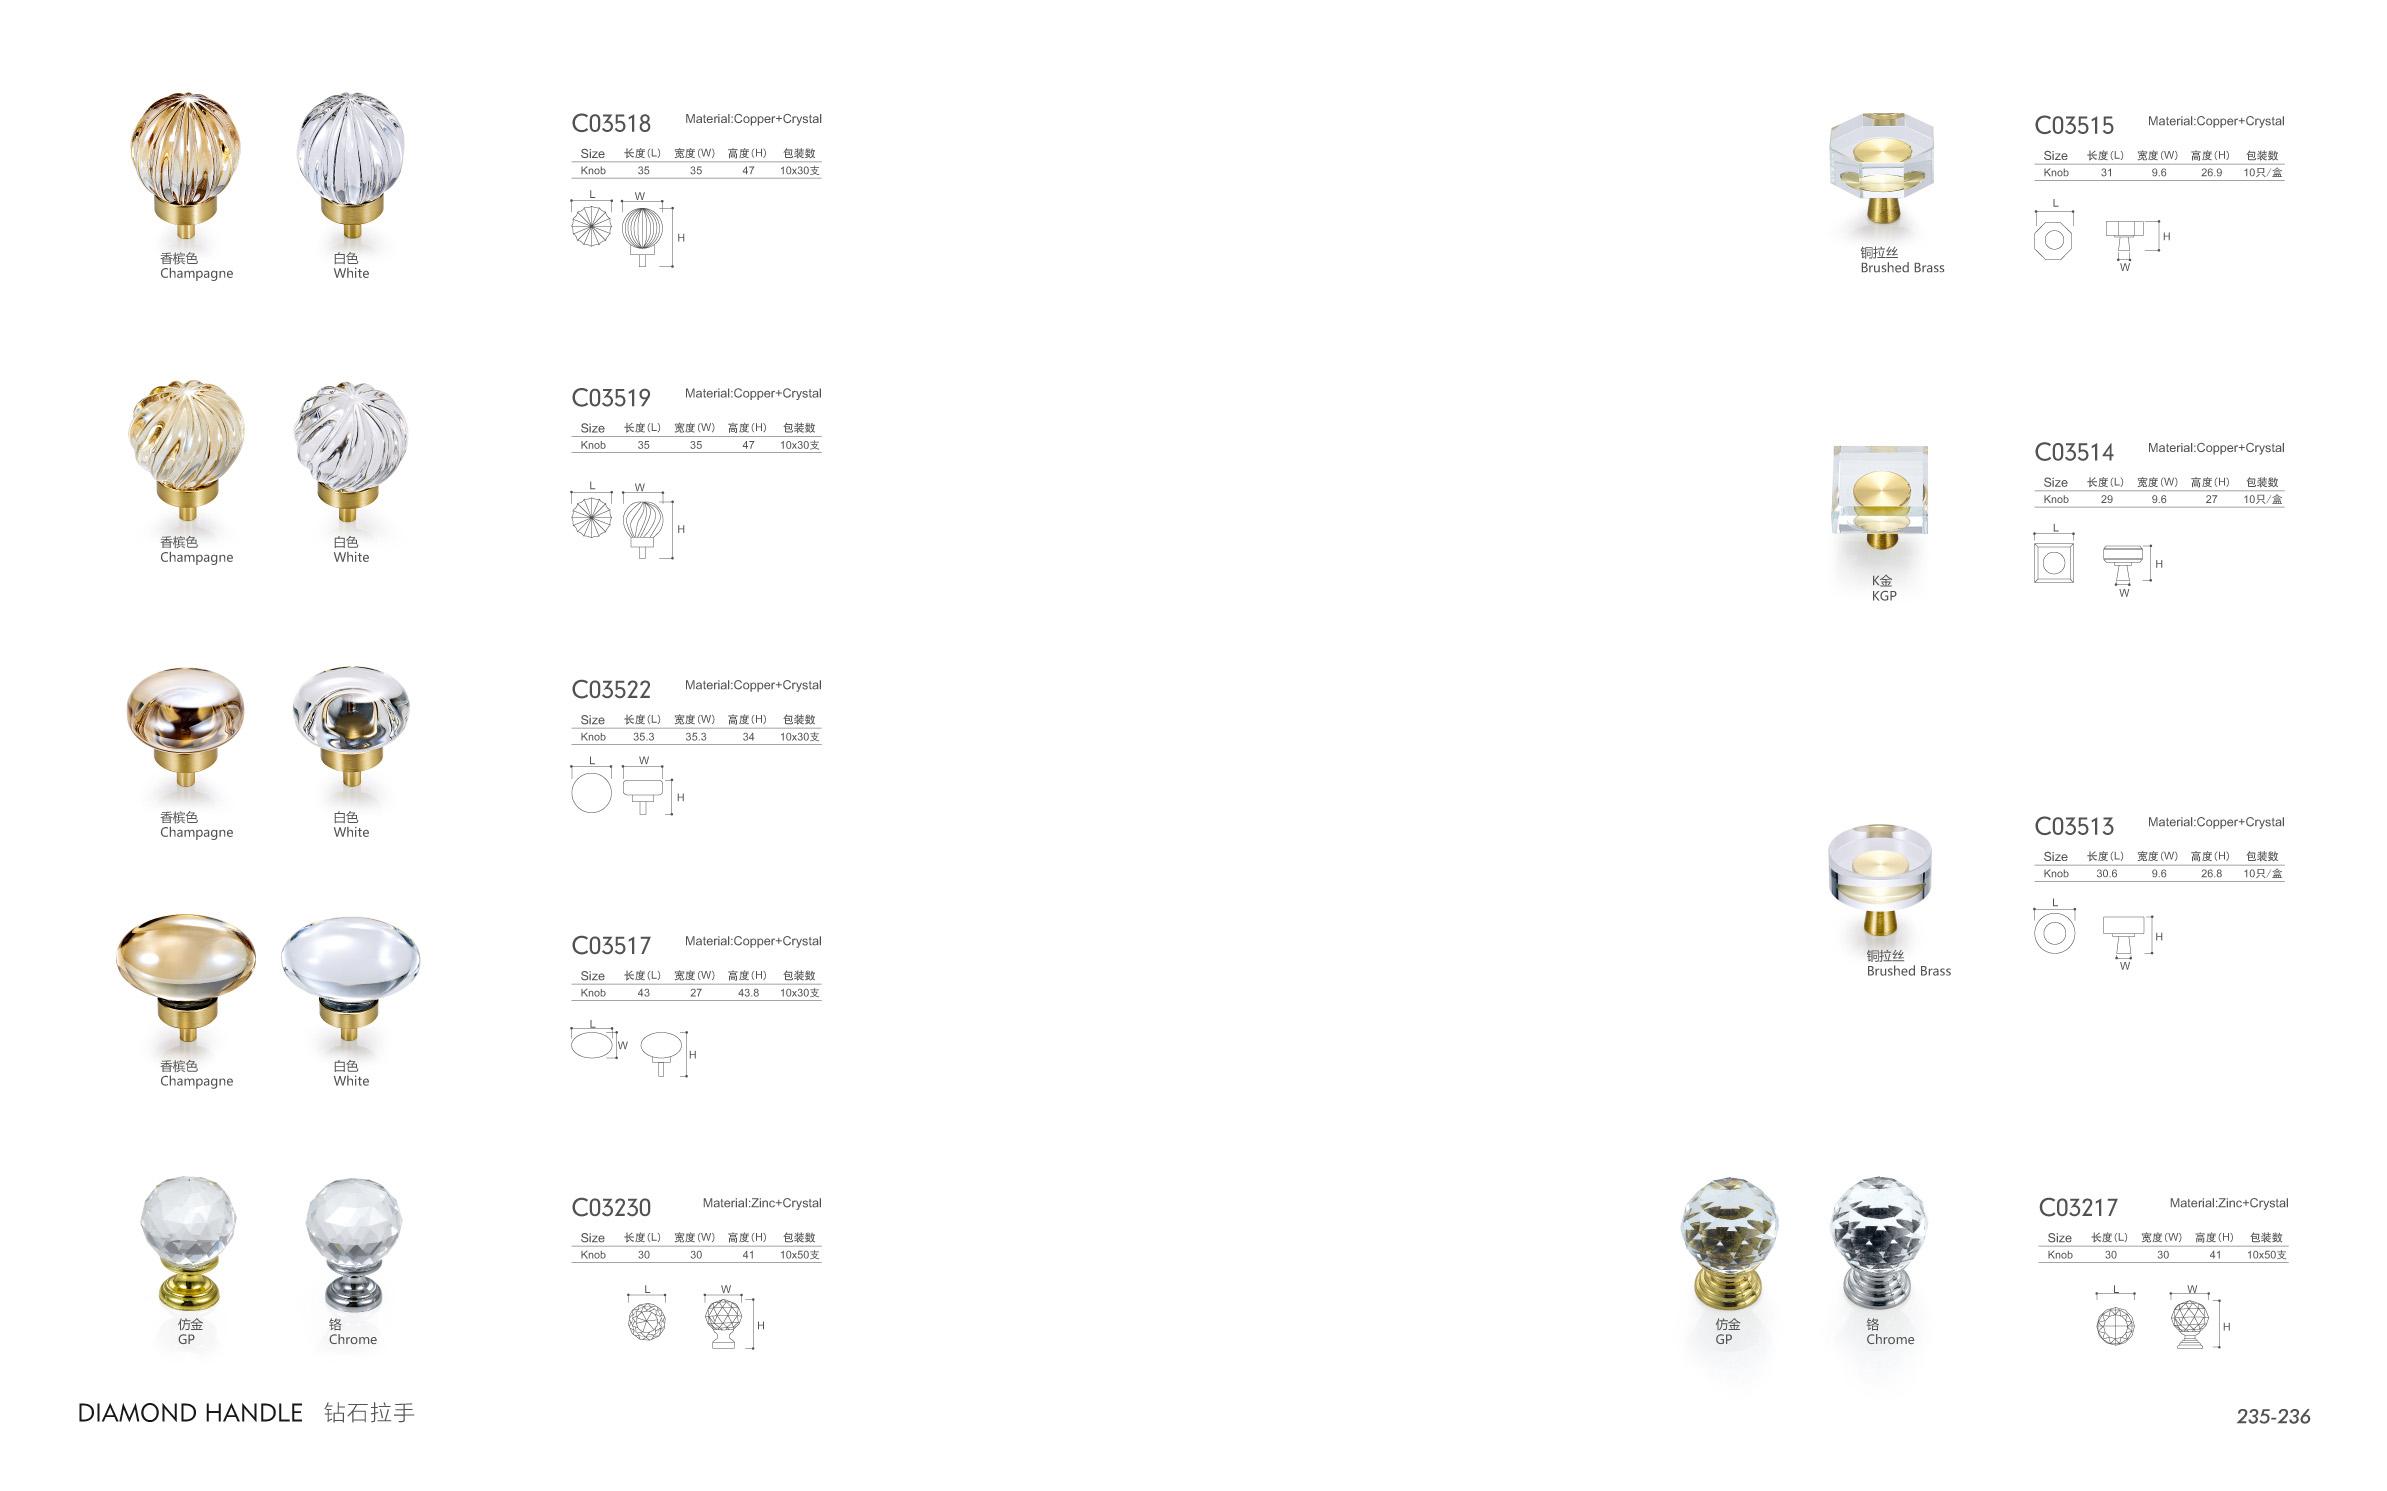 C03518 Material:Copper+Crystal
Size 长度(L) 宽度(W) 高度(H) 包装数
Knob 35 35 47 10x30支
L W
H
香槟色 白色
Champagne White
C03519 Material:Copper+Crystal
Size 长度(L) 宽度(W) 高度(H) 包装数
Knob 35 35 47 10x30支
L W
H
香槟色 白色
Champagne White
C03522 Material:Copper+Crystal
Size 长度(L) 宽度(W) 高度(H) 包装数
Knob 35.3 35.3 34 10x30支
L W
H
香槟色 白色
Champagne White
C03517 Material:Copper+Crystal
Size 长度(L) 宽度(W) 高度(H) 包装数
Knob 43 27 43.8 10x30支
L
W H
香槟色 白色
Champagne White
C03230 Material:Zinc+Crystal
Size 长度(L) 宽度(W) 高度(H) 包装数
Knob 30 30 41 10x50支
L W
H
仿金 铬
GP Chrome
DIAMOND HANDLE 钻石拉手
C03515 Material:Copper+Crystal
Size 长度(L) 宽度(W) 高度(H) 包装数
Knob 31 9.6 26.9 10只/盒
L
H
W
铜拉丝
Brushed Brass
C03514 Material:Copper+Crystal
Size 长度(L) 宽度(W) 高度(H) 包装数
Knob 29 9.6 27 10只/盒
L
H
W
K金
KGP
C03513 Material:Copper+Crystal
Size 长度(L) 宽度(W) 高度(H) 包装数
Knob 30.6 9.6 26.8 10只/盒
L
H
W
铜拉丝
Brushed Brass
C03217 Material:Zinc+Crystal
Size 长度(L) 宽度(W) 高度(H) 包装数
Knob 30 30 41 10x50支
L W
H
仿金 铬
GP Chrome
235-236